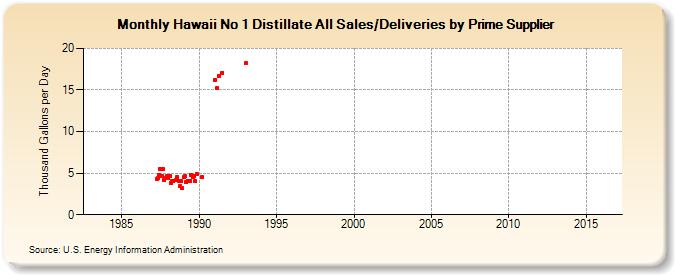 Monthly Hawaii No 1 Distillate All Sales/Deliveries by Prime Supplier
Thousand Gallons per Day
20
15
10
5
0
1985 1990 1995 2000 2005 2010 2015
Source: U.S. Energy Information Administration